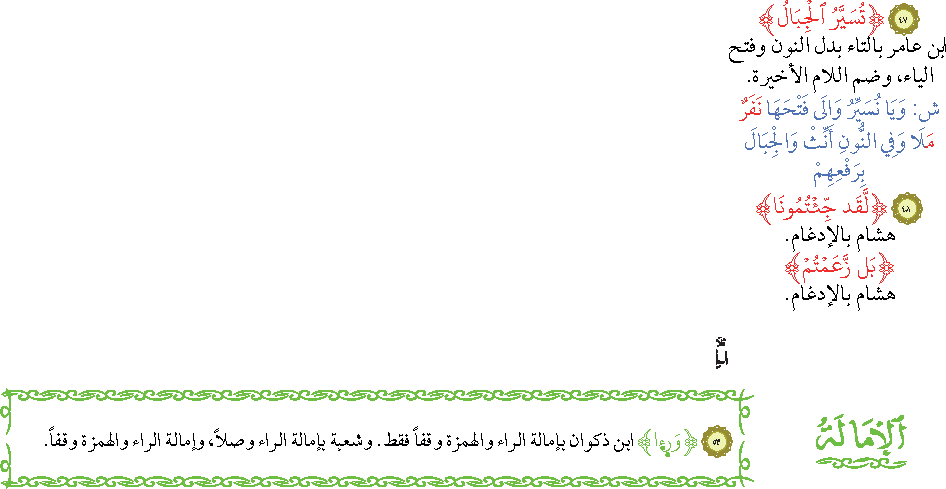 ٤٧ ﴿تُسَيَّرُ ٱلْجِبَالُ﴾
ابن عامر بالتاء بدل النون وفتح
الياء، وضم اللام الأخيرة.
ش: وَيَا نُسَيِّرُ وَالَى فَتْحَهَا نَفَرٌ
مَلَا وَفِي النُّونِ أَنِّثْ وَالْجِبَالَ
بِرَفْعِهِمْ
٤٨ ﴿لَّقَد جِّئْتُمُونَا﴾
هشام بالإدغام.
﴿بَل زَّعَمْتُمْ﴾
هشام بالإدغام.
ٱلْإِمَالَةُ
٥٣ ﴿وَرَءَا﴾ ابن ذكوان بإمالة الراء والهمزة وقفاً فقط. وشعبة بإمالة الراء وصلاً، وإمالة الراء والهمزة وقفاً.